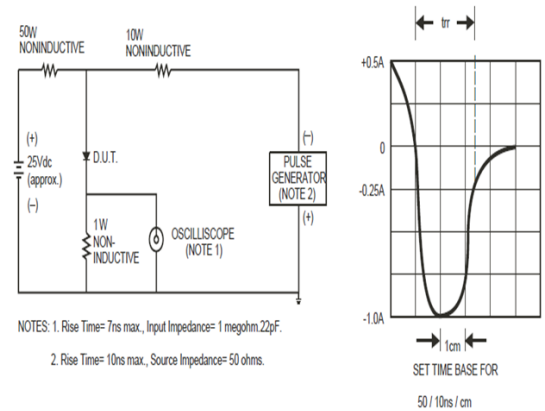 50W
NONINDUCTIVE
10W
NONINDUCTIVE
trr
+0.5A
(+)
25Vdc
(approx.)
(–)
D.U.T.
(–)
PULSE
GENERATOR
(NOTE 2)
(+)
0
-0.25A
1W
NON-
INDUCTIVE
OSCILLISCOPE
(NOTE 1)
-1.0A
1cm
NOTES: 1. Rise Time= 7ns max., Input Impedance= 1 megohm.22pF.
2. Rise Time= 10ns max., Source Impedance= 50 ohms.
SET TIME BASE FOR
50 / 10ns / cm